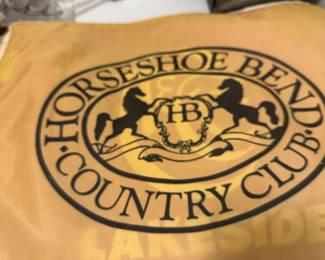 HORSESHOE BEND
HB
COUNTRY CLUB
LAKESIDE